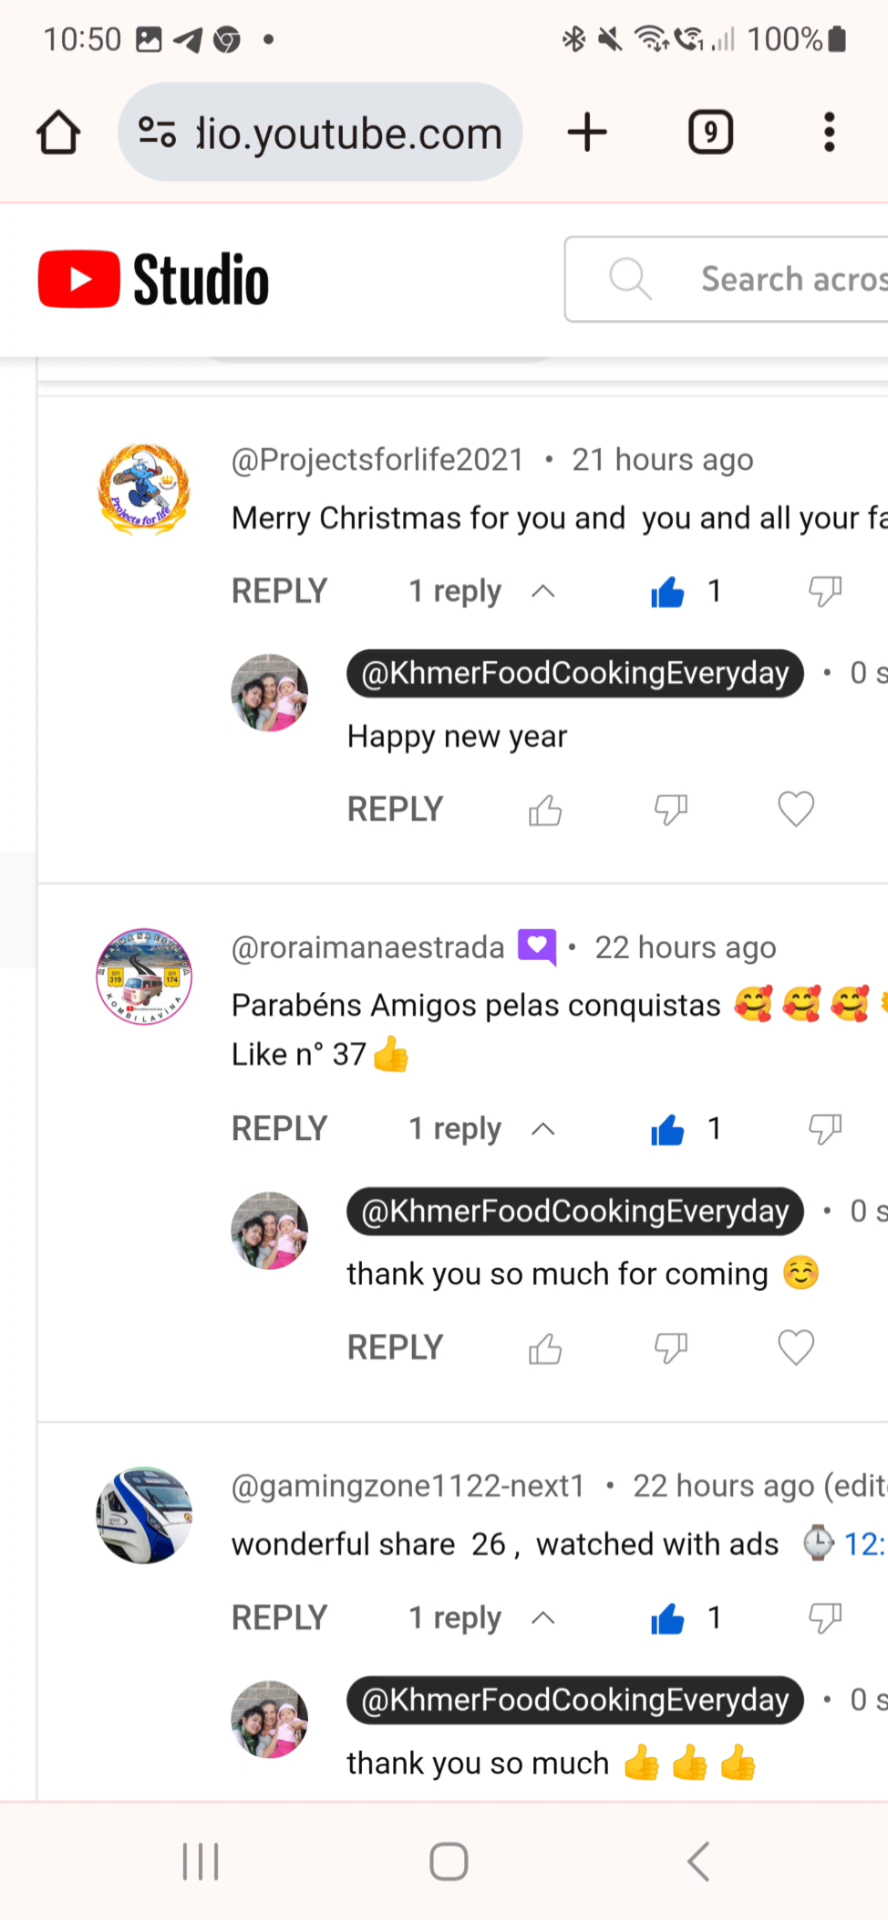 10:50
100%
dio.youtube.com
9
Studio
Search acros
@Projectsforlife2021 • 21 hours ago
Merry Christmas for you and you and all your fa
REPLY 1 reply 1
@KhmerFoodCookingEveryday • 0 s
Happy new year
REPLY
@roraimanaestrada • 22 hours ago
Parabéns Amigos pelas conquistas 🥰 🥰 🥰
Like n° 37 👍
REPLY 1 reply 1
@KhmerFoodCookingEveryday • 0 s
thank you so much for coming ☺️
REPLY
@gamingzone1122-next1 • 22 hours ago (edit
wonderful share 26 , watched with ads ⌚ 12:
REPLY 1 reply 1
@KhmerFoodCookingEveryday • 0 s
thank you so much 👍 👍 👍